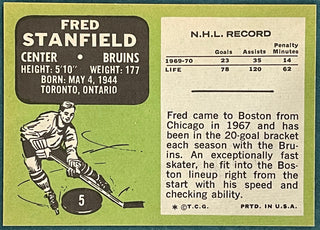 FRED
STANFIELD
CENTER • BRUINS
HEIGHT: 5'10" WEIGHT: 177
BORN: MAY 4, 1944
TORONTO, ONTARIO
5
N.H.L. RECORD
Goals Assists Penalty Minutes
1969-70 23 35 14
LIFE 78 120 62
Fred came to Boston from
Chicago in 1967 and has
been in the 20-goal bracket
each season with the Bru-
ins. An exceptionally fast
skater, he fit into the Bos-
ton lineup right from the
start with his speed and
checking ability.
* ©T.C.G. PRTD. IN U.S.A.